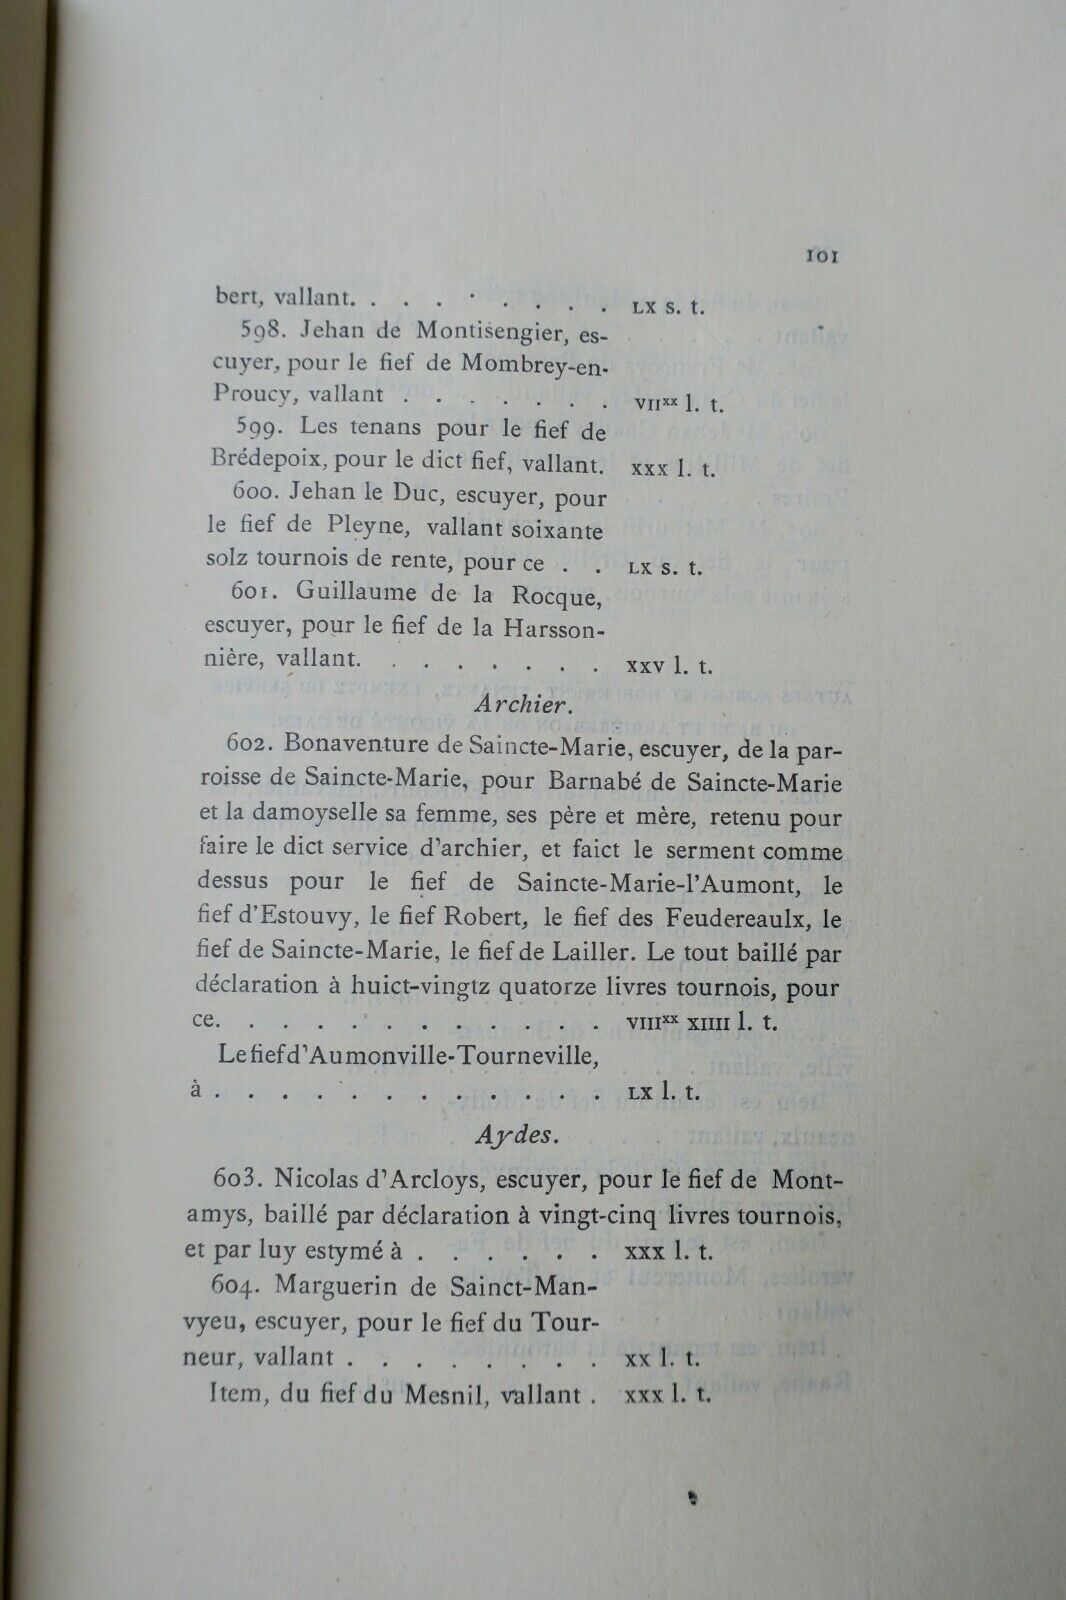 101
bert, vallant. . . . . . . . . LX s. t.
598. Jehan de Montisengier, es-
cuyer, pour le fief de Mombrey-en-
Proucy, vallant . . . . . . . VIIxx l. t.
599. Les tenans pour le fief de
Brédepoix, pour le dict fief, vallant. XXX l. t.
600. Jehan le Duc, escuyer, pour
le fief de Pleyne, vallant soixante
solz tournois de rente, pour ce . . LX s. t.
601. Guillaume de la Rocque,
escuyer, pour le fief de la Harsson-
nière, vallant. . . . . . . . XXV l. t.
Archier.
602. Bonaventure de Saincte-Marie, escuyer, de la par-
roisse de Saincte-Marie, pour Barnabé de Saincte-Marie
et la damoyselle sa femme, ses père et mère, retenu pour
faire le dict service d'archier, et faict le serment comme
dessus pour le fief de Saincte-Marie-l'Aumont, le
fief d'Estouvy, le fief Robert, le fief des Feudereaulx, le
fief de Saincte-Marie, le fief de Lailler. Le tout baillé par
déclaration à huict-vingtz quatorze livres tournois, pour
ce. . . . . . . . . . . . . VIIIxx XIIII l. t.
Le fief d'Aumonville-Tourneville,
à . . . . . . . . . . . . . LX l. t.
Aydes.
603. Nicolas d'Arcloys, escuyer, pour le fief de Mont-
amys, baillé par déclaration à vingt-cinq livres tournois,
et par luy estymé à . . . . . . XXX l. t.
604. Marguerin de Sainct-Man-
vyeu, escuyer, pour le fief du Tour-
neur, vallant . . . . . . . . XX l. t.
Item, du fief du Mesnil, vallant . XXX l. t.